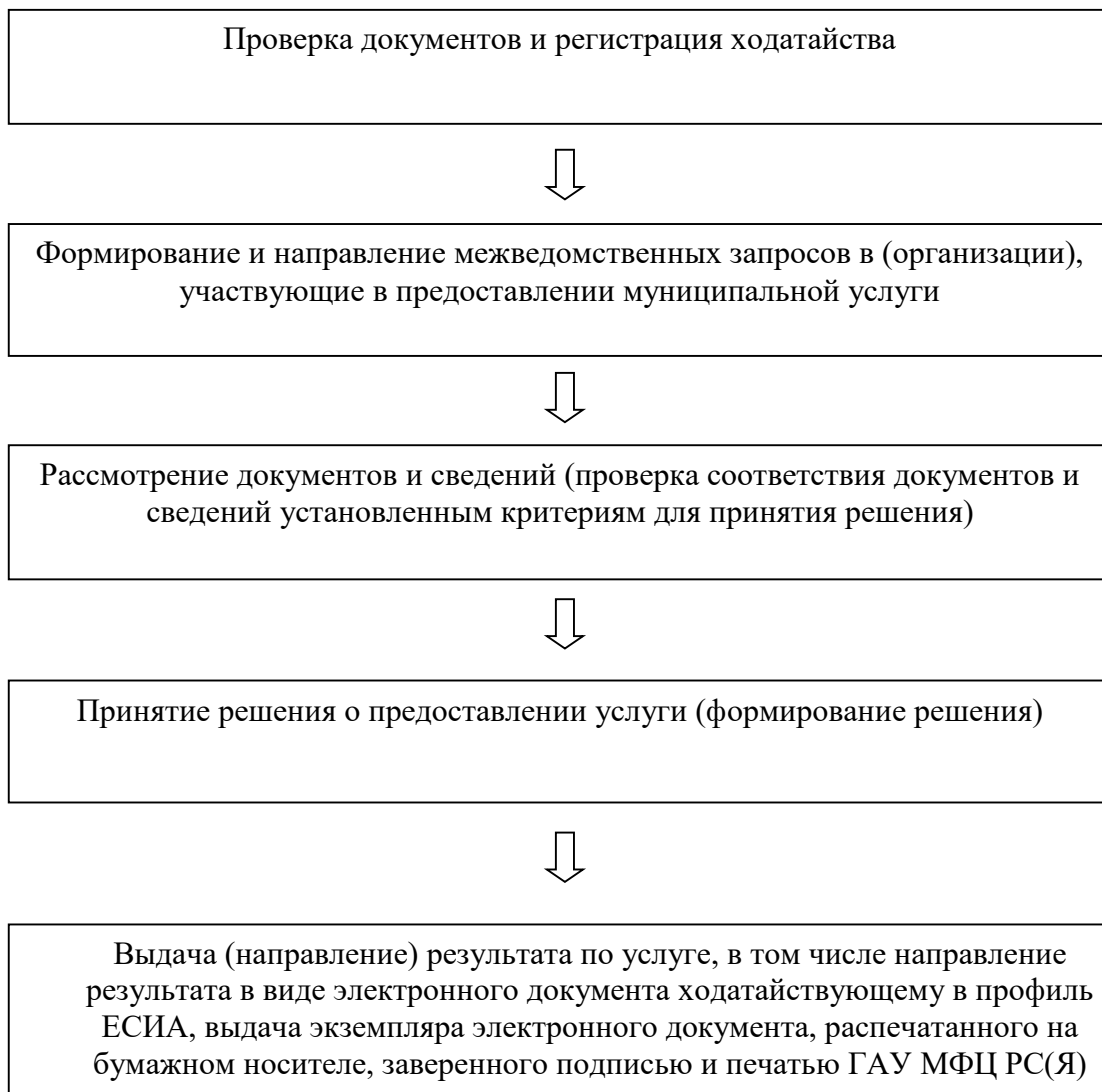 Проверка документов и регистрация ходатайства
Формирование и направление межведомственных запросов в (организации),
участвующие в предоставлении муниципальной услуги
Рассмотрение документов и сведений (проверка соответствия документов и
сведений установленным критериям для принятия решения)
Принятие решения о предоставлении услуги (формирование решения)
Выдача (направление) результата по услуге, в том числе направление
результата в виде электронного документа ходатайствующему в профиль
ЕСИА, выдача экземпляра электронного документа, распечатанного на
бумажном носителе, заверенного подписью и печатью ГАУ МФЦ РС(Я)